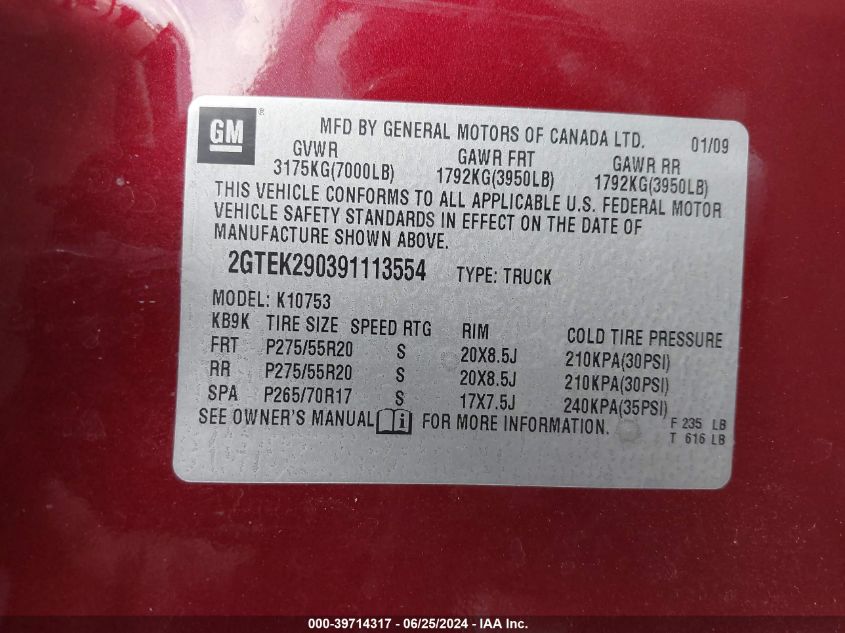 GM ®
MFD BY GENERAL MOTORS OF CANADA LTD. 01/09
GVWR GAWR FRT GAWR RR
3175KG(7000LB) 1792KG(3950LB) 1792KG(3950LB)
THIS VEHICLE CONFORMS TO ALL APPLICABLE U.S. FEDERAL MOTOR
VEHICLE SAFETY STANDARDS IN EFFECT ON THE DATE OF
MANUFACTURE SHOWN ABOVE.
2GTEK290391113554 TYPE: TRUCK
MODEL: K10753
KB9K TIRE SIZE SPEED RTG RIM COLD TIRE PRESSURE
FRT P275/55R20 S 20X8.5J 210KPA(30PSI)
RR P275/55R20 S 20X8.5J 210KPA(30PSI)
SPA P265/70R17 S 17X7.5J 240KPA(35PSI)
SEE OWNER'S MANUAL i FOR MORE INFORMATION. F 235 LB
T 616 LB
000-39714317 - 06/25/2024 - IAA Inc.